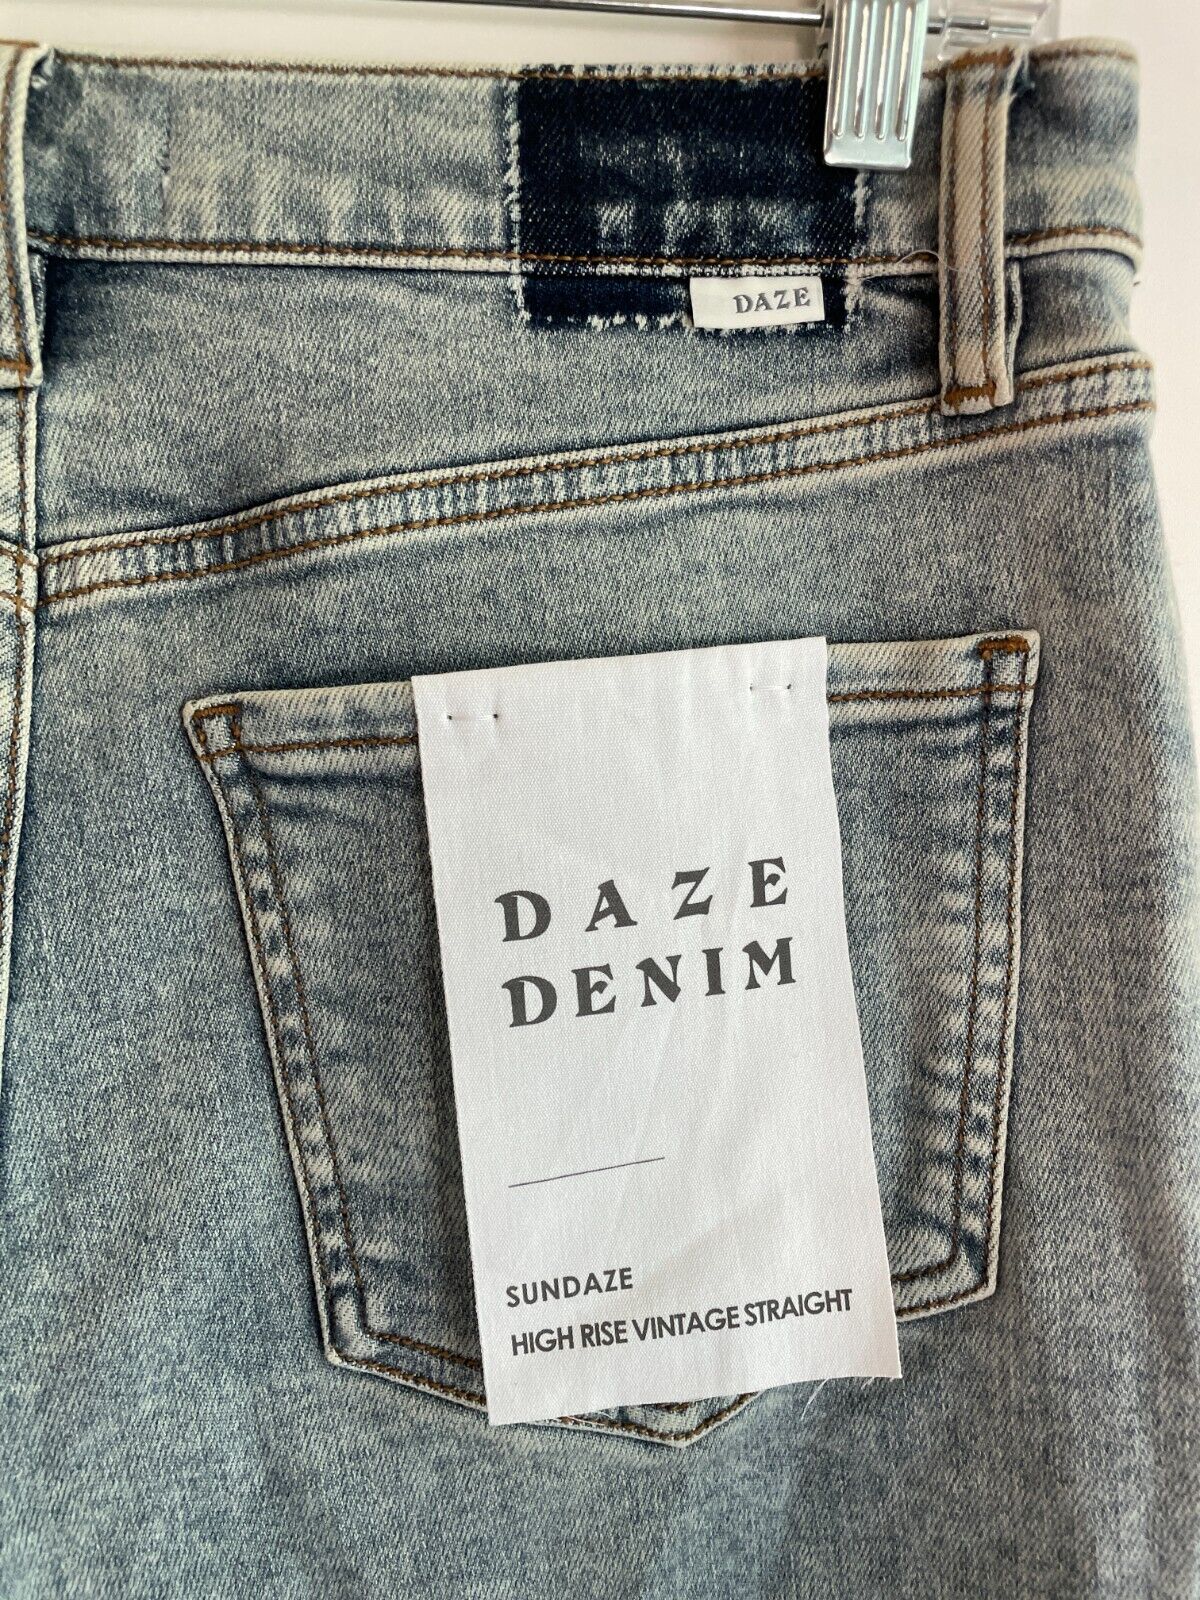 DAZE
DAZE
DENIM
SUNDAZE
HIGH RISE VINTAGE STRAIGHT